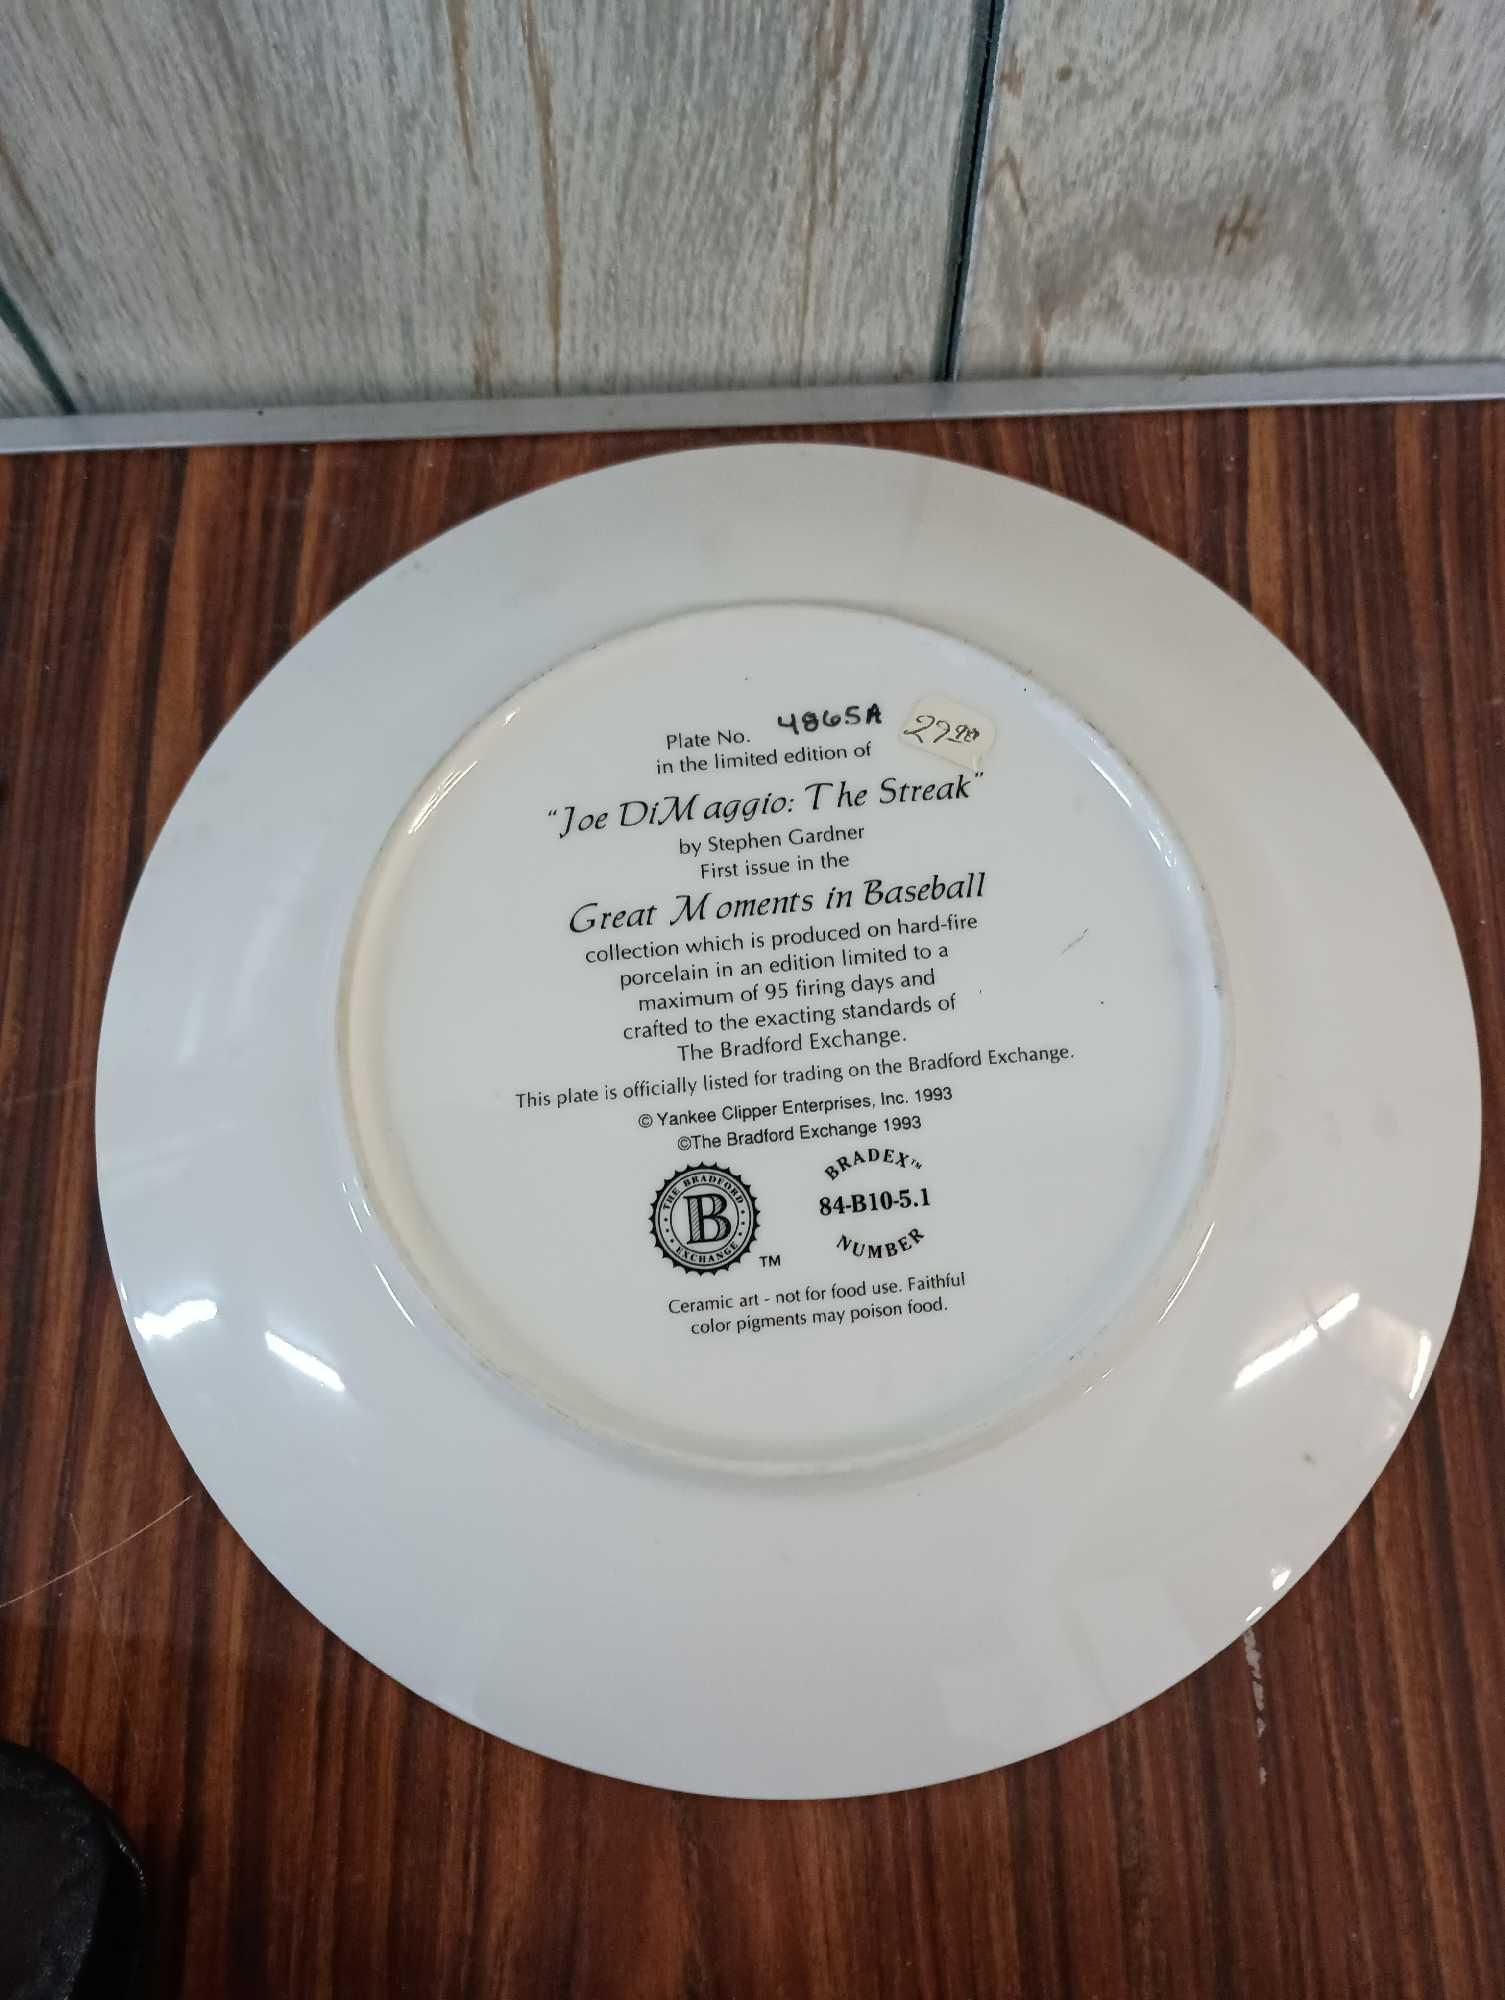 Plate No. 4865A
in the limited edition of
"Joe DiMaggio: The Streak"
by Stephen Gardner
First issue in the
Great Moments in Baseball
collection which is produced on hard-fire
porcelain in an edition limited to a
maximum of 95 firing days and
crafted to the exacting standards of
The Bradford Exchange.
This plate is officially listed for trading on the Bradford Exchange.
© Yankee Clipper Enterprises, Inc. 1993
©The Bradford Exchange 1993
THE BRADFORD
B
EXCHANGE
TM
BRADEX™
84-B10-5.1
NUMBER
Ceramic art - not for food use. Faithful
color pigments may poison food.